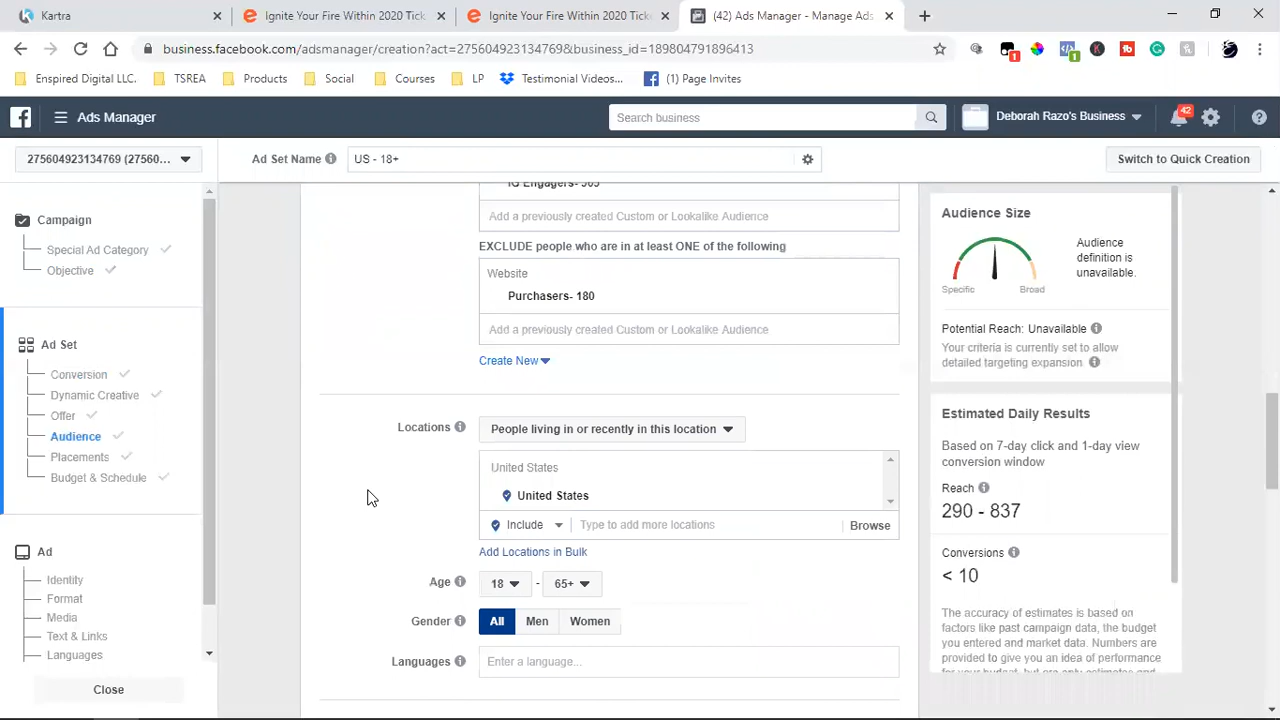 Kartra
Ignite Your Fire Within 2020 Ticket
Ignite Your Fire Within 2020 Ticke
(42) Ads Manager - Manage Ads
business.facebook.com/adsmanager/creation?act=275604923134769&business_id=189804791896413
Enspired Digital LLC.
TSREA
Products
Social
Courses
LP
Testimonial Videos...
(1) Page Invites
Ads Manager
Search business
Deborah Razo's Business
42
275604923134769 (27560...
Ad Set Name
US - 18+
Switch to Quick Creation
Campaign
Special Ad Category
Objective
Ad Set
Conversion
Dynamic Creative
Offer
Audience
Placements
Budget & Schedule
Ad
Identity
Format
Media
Text & Links
Languages
Close
IG Engagers- 365
Add a previously created Custom or Lookalike Audience
EXCLUDE people who are in at least ONE of the following
Website
Purchasers- 180
Add a previously created Custom or Lookalike Audience
Create New
Locations
People living in or recently in this location
United States
United States
Include
Type to add more locations
Browse
Add Locations in Bulk
Age
18 - 65+
Gender
All Men Women
Languages
Enter a language...
Audience Size
Specific
Broad
Audience
definition is
unavailable.
Potential Reach: Unavailable
Your criteria is currently set to allow
detailed targeting expansion.
Estimated Daily Results
Based on 7-day click and 1-day view
conversion window
Reach
290 - 837
Conversions
< 10
The accuracy of estimates is based on
factors like past campaign data, the budget
you entered and market data. Numbers are
provided to give you an idea of performance